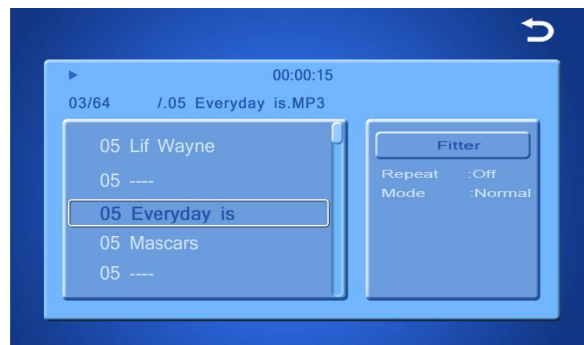 00:00:15
03/64 /.05 Everyday is.MP3
05 Lif Wayne
05 ----
05 Everyday is
05 Mascars
05 ----
Fitter
Repeat :Off
Mode :Normal